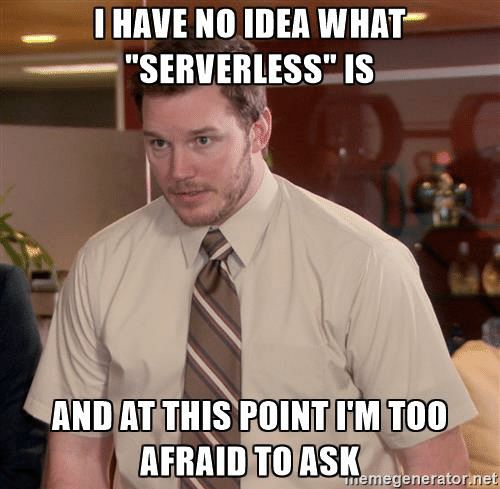 I HAVE NO IDEA WHAT
"SERVERLESS" IS
AND AT THIS POINT I'M TOO
AFRAID TO ASK
memegenerator.net